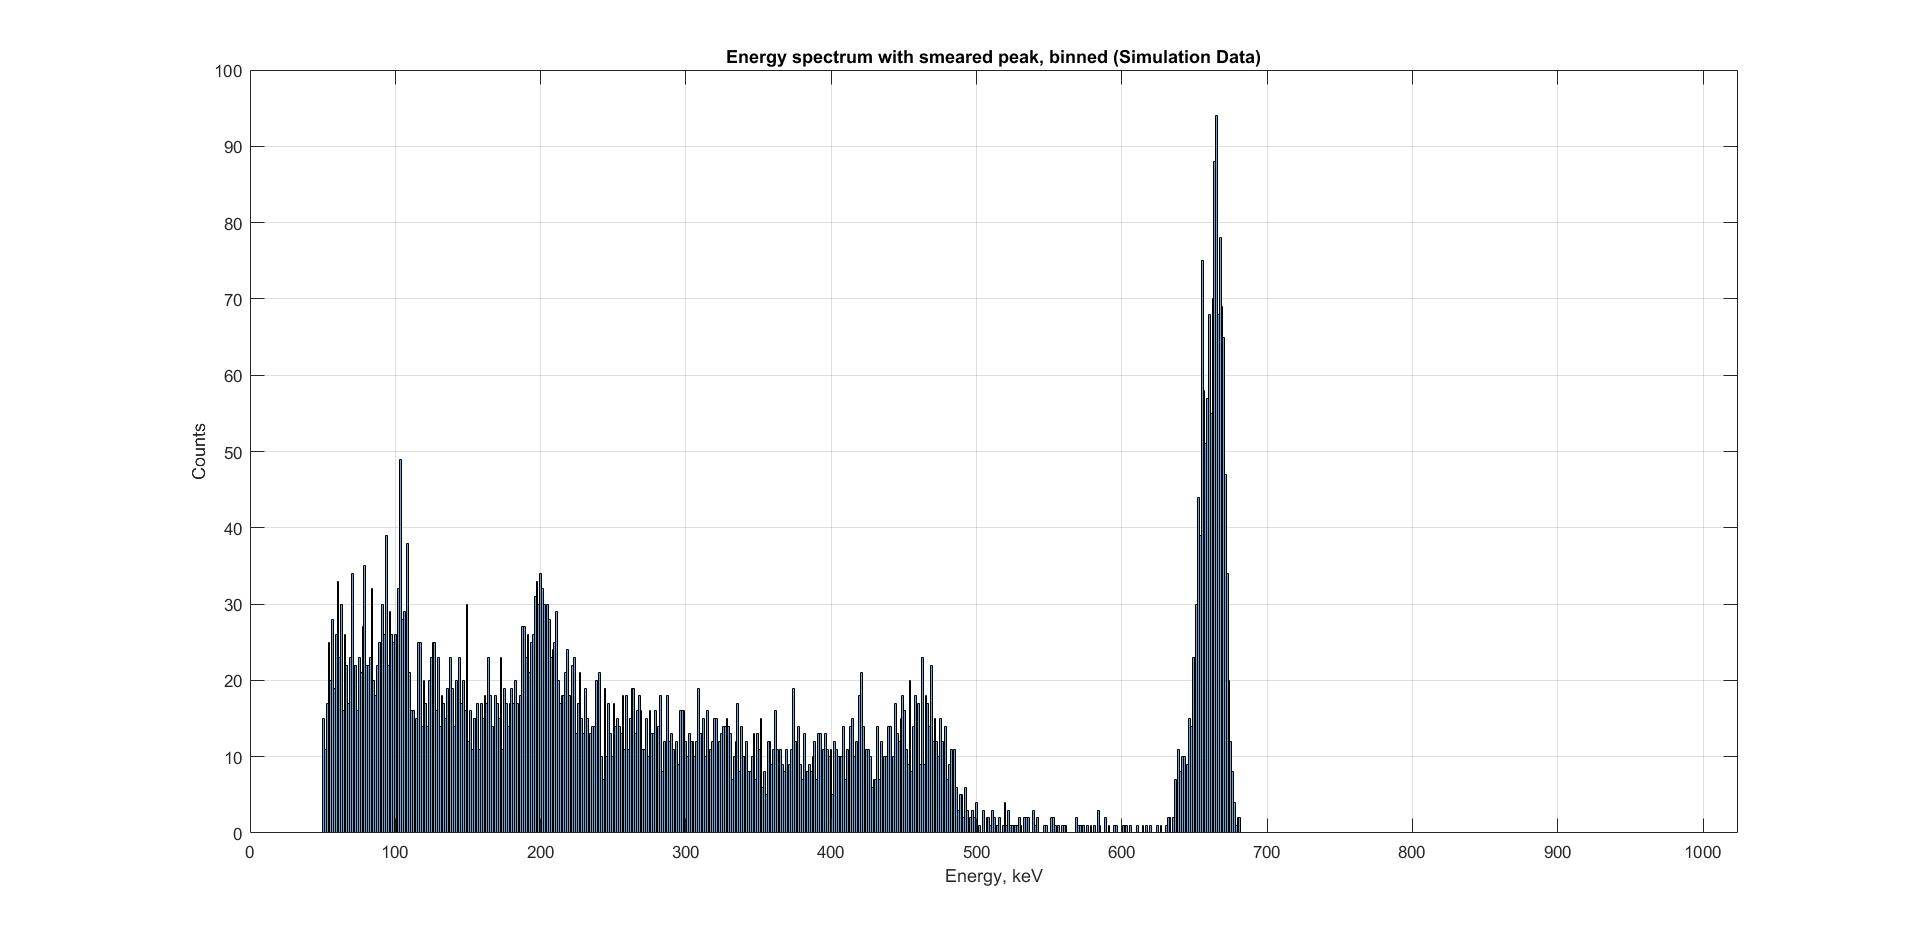 Energy spectrum with smeared peak, binned (Simulation Data)
100
90
80
70
60
50
40
30
20
10
0
Counts
0 100 200 300 400 500 600 700 800 900 1000
Energy, keV